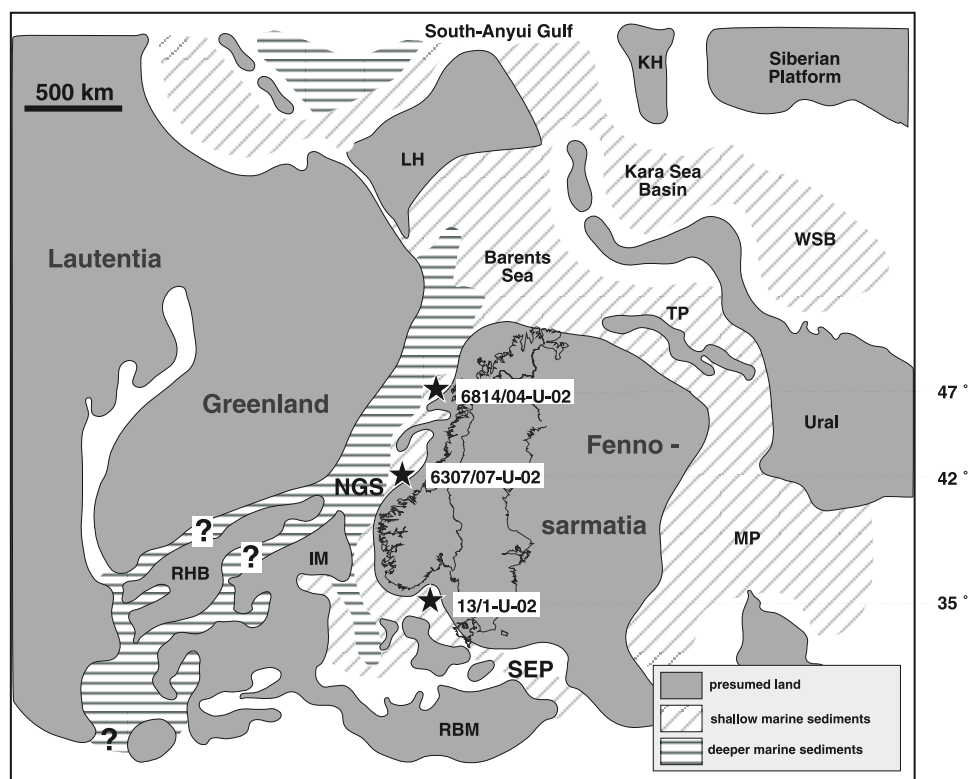 South-Anyui Gulf
KH
Siberian
Platform
500 km
LH
Kara Sea
Basin
WSB
Lautentia
Barents
Sea
TP
47°
6814/04-U-02
Greenland
Ural
Fenno -
NGS
6307/07-U-02
42°
sarmatia
?
?
MP
IM
RHB
13/1-U-02
35°
SEP
presumed land
shallow marine sediments
RBM
?
deeper marine sediments